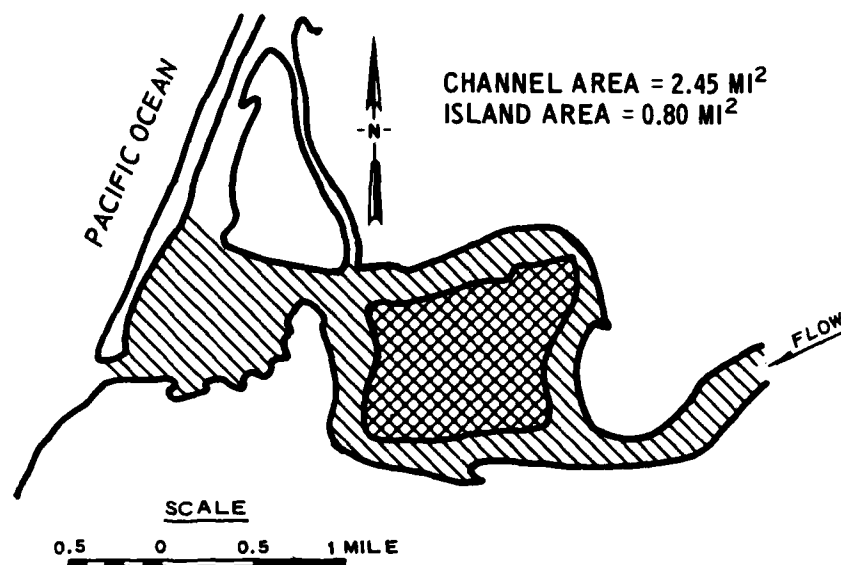 PACIFIC OCEAN
-N-
CHANNEL AREA = 2.45 MI²
ISLAND AREA = 0.80 MI²
FLOW
SCALE
0.5 0 0.5 1 MILE